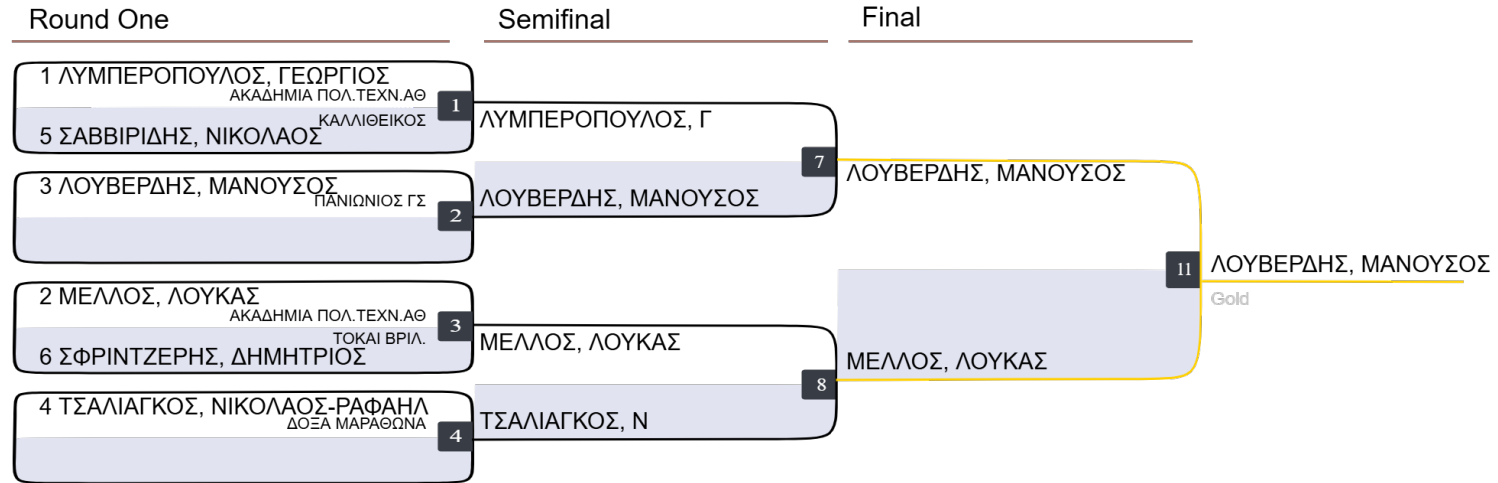 Round One
Semifinal
Final
1 ΛΥΜΠΕΡΟΠΟΥΛΟΣ, ΓΕΩΡΓΙΟΣ
ΑΚΑΔΗΜΙΑ ΠΟΛ.ΤΕΧΝ.ΑΘ
1
ΚΑΛΛΙΘΕΙΚΟΣ
5 ΣΑΒΒΙΡΙΔΗΣ, ΝΙΚΟΛΑΟΣ
3 ΛΟΥΒΕΡΔΗΣ, ΜΑΝΟΥΣΟΣ
ΠΑΝΙΩΝΙΟΣ ΓΣ
2
2 ΜΕΛΛΟΣ, ΛΟΥΚΑΣ
ΑΚΑΔΗΜΙΑ ΠΟΛ.ΤΕΧΝ.ΑΘ
3
ΤΟΚΑΙ ΒΡΙΛ.
6 ΣΦΡΙΝΤΖΕΡΗΣ, ΔΗΜΗΤΡΙΟΣ
4 ΤΣΑΛΙΑΓΚΟΣ, ΝΙΚΟΛΑΟΣ-ΡΑΦΑΗΛ
ΔΟΞΑ ΜΑΡΑΘΩΝΑ
4
ΛΥΜΠΕΡΟΠΟΥΛΟΣ, Γ
7
ΛΟΥΒΕΡΔΗΣ, ΜΑΝΟΥΣΟΣ
ΜΕΛΛΟΣ, ΛΟΥΚΑΣ
8
ΤΣΑΛΙΑΓΚΟΣ, Ν
ΛΟΥΒΕΡΔΗΣ, ΜΑΝΟΥΣΟΣ
11
ΜΕΛΛΟΣ, ΛΟΥΚΑΣ
ΛΟΥΒΕΡΔΗΣ, ΜΑΝΟΥΣΟΣ
Gold